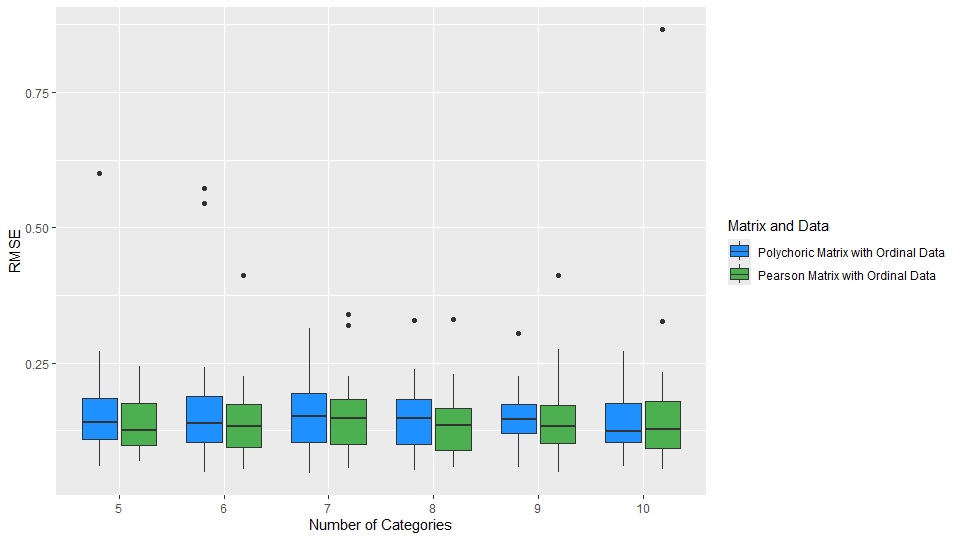 0.75
0.50
0.25
RMSE
5 6 7 8 9 10
Number of Categories
Matrix and Data
Polychoric Matrix with Ordinal Data
Pearson Matrix with Ordinal Data